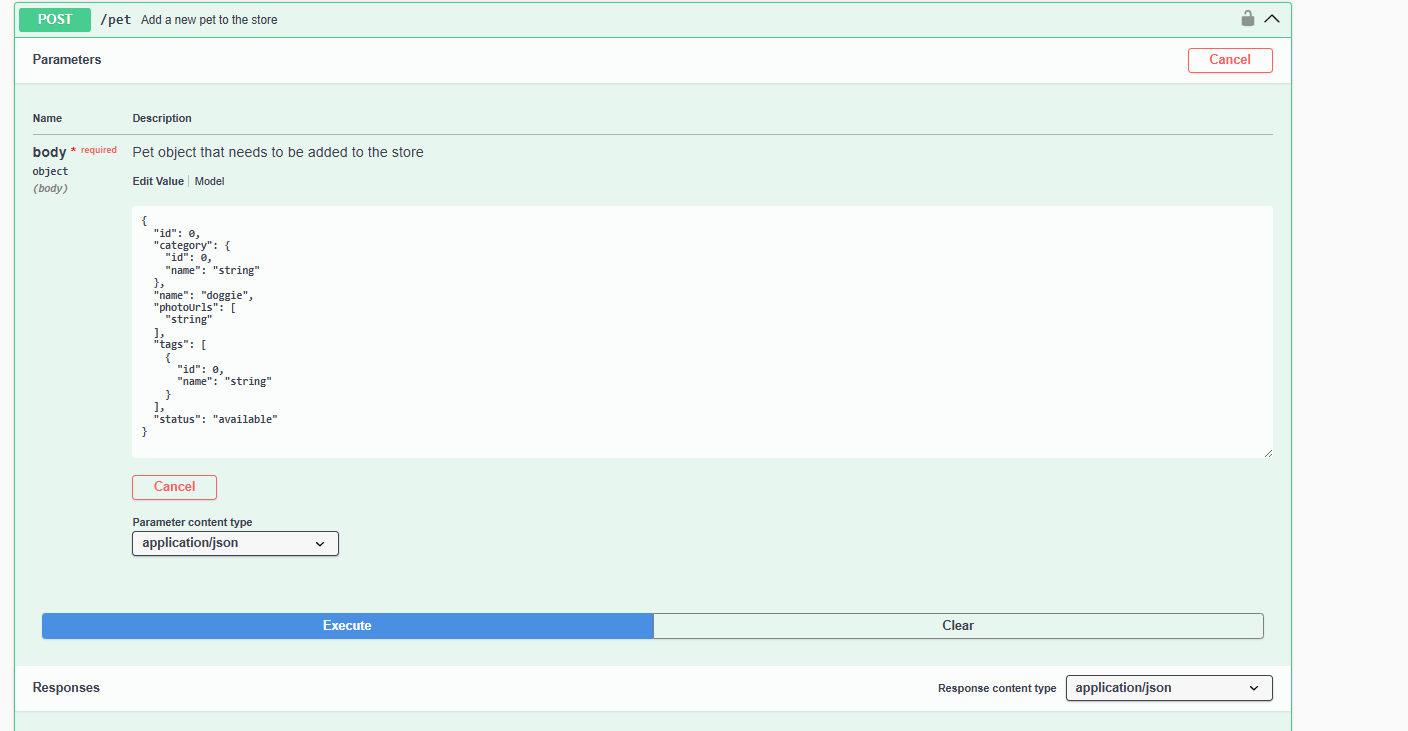 POST /pet Add a new pet to the store
Parameters
Cancel
Name Description
body * required Pet object that needs to be added to the store
object
(body)
Edit Value Model
{
  "id": 0,
  "category": {
    "id": 0,
    "name": "string"
  },
  "name": "doggie",
  "photoUrls": [
    "string"
  ],
  "tags": [
    {
      "id": 0,
      "name": "string"
    }
  ],
  "status": "available"
}
Cancel
Parameter content type
application/json
Execute Clear
Responses Response content type application/json